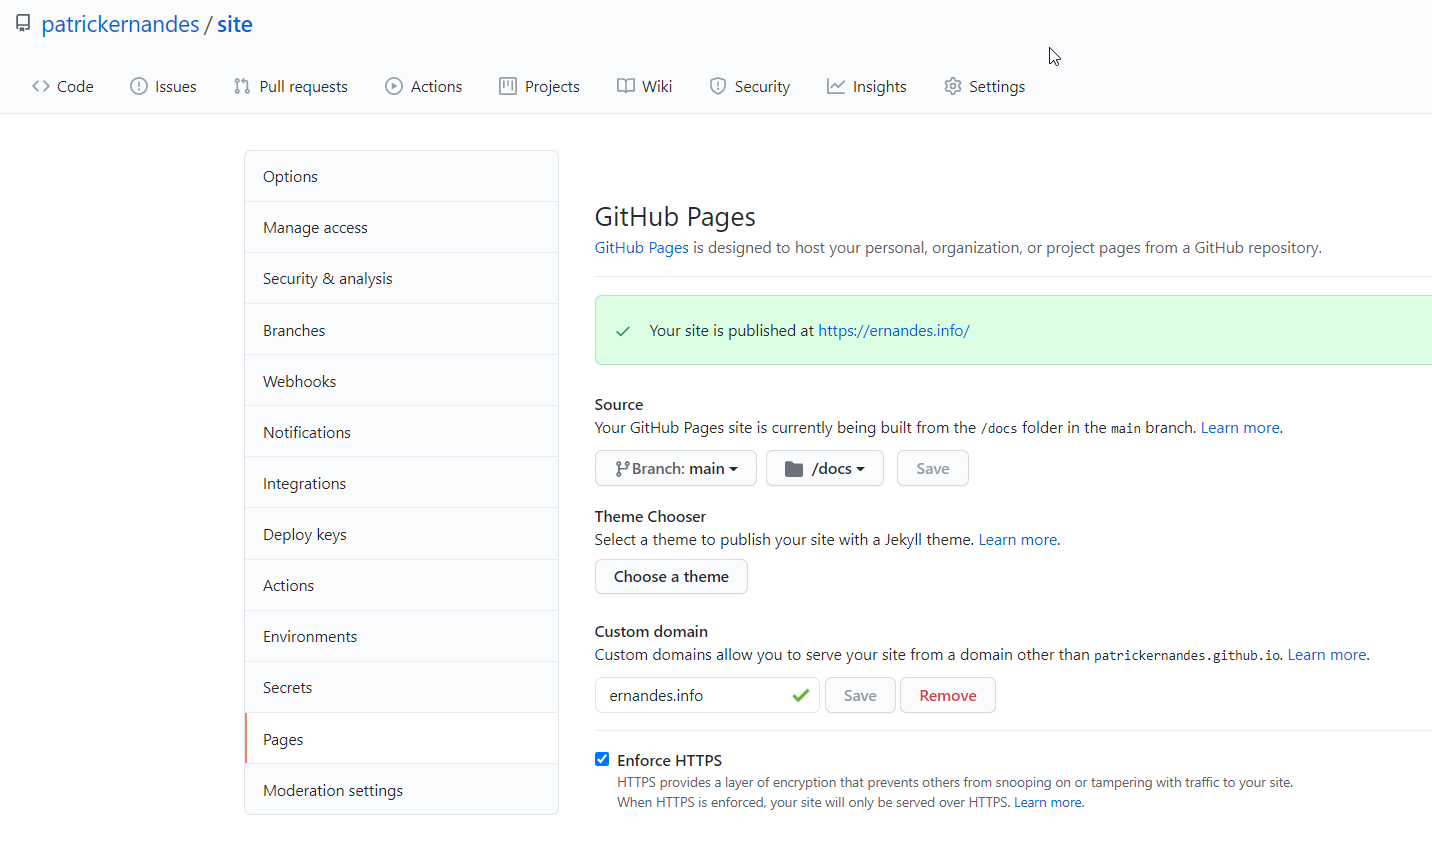 patrickernandes / site
Code Issues Pull requests Actions Projects Wiki Security Insights Settings
Options
Manage access
Security & analysis
Branches
Webhooks
Notifications
Integrations
Deploy keys
Actions
Environments
Secrets
Pages
Moderation settings
GitHub Pages
GitHub Pages is designed to host your personal, organization, or project pages from a GitHub repository.
Your site is published at https://ernandes.info/
Source
Your GitHub Pages site is currently being built from the /docs folder in the main branch. Learn more.
Branch: main /docs Save
Theme Chooser
Select a theme to publish your site with a Jekyll theme. Learn more.
Choose a theme
Custom domain
Custom domains allow you to serve your site from a domain other than patrickernandes.github.io. Learn more.
ernandes.info Save Remove
Enforce HTTPS
HTTPS provides a layer of encryption that prevents others from snooping on or tampering with traffic to your site.
When HTTPS is enforced, your site will only be served over HTTPS. Learn more.